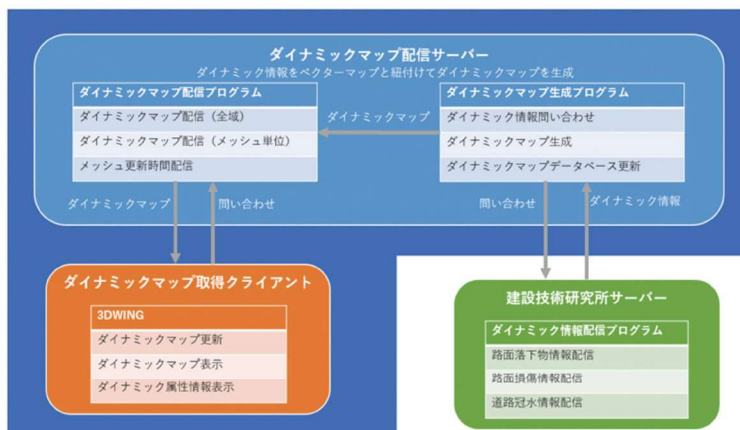 ダイナミックマップ配信サーバー
ダイナミック情報をベクターマップと紐付けてダイナミックマップを生成
ダイナミックマップ配信プログラム
ダイナミックマップ配信（全域）
ダイナミックマップ配信（メッシュ単位）
メッシュ更新時間配信
ダイナミックマップ
ダイナミックマップ生成プログラム
ダイナミック情報問い合わせ
ダイナミックマップ生成
ダイナミックマップデータベース更新
ダイナミックマップ
問い合わせ
問い合わせ
ダイナミック情報
ダイナミックマップ取得クライアント
3DWING
ダイナミックマップ更新
ダイナミックマップ表示
ダイナミック属性情報表示
建設技術研究所サーバー
ダイナミック情報配信プログラム
路面落下物情報配信
路面損傷情報配信
道路冠水情報配信